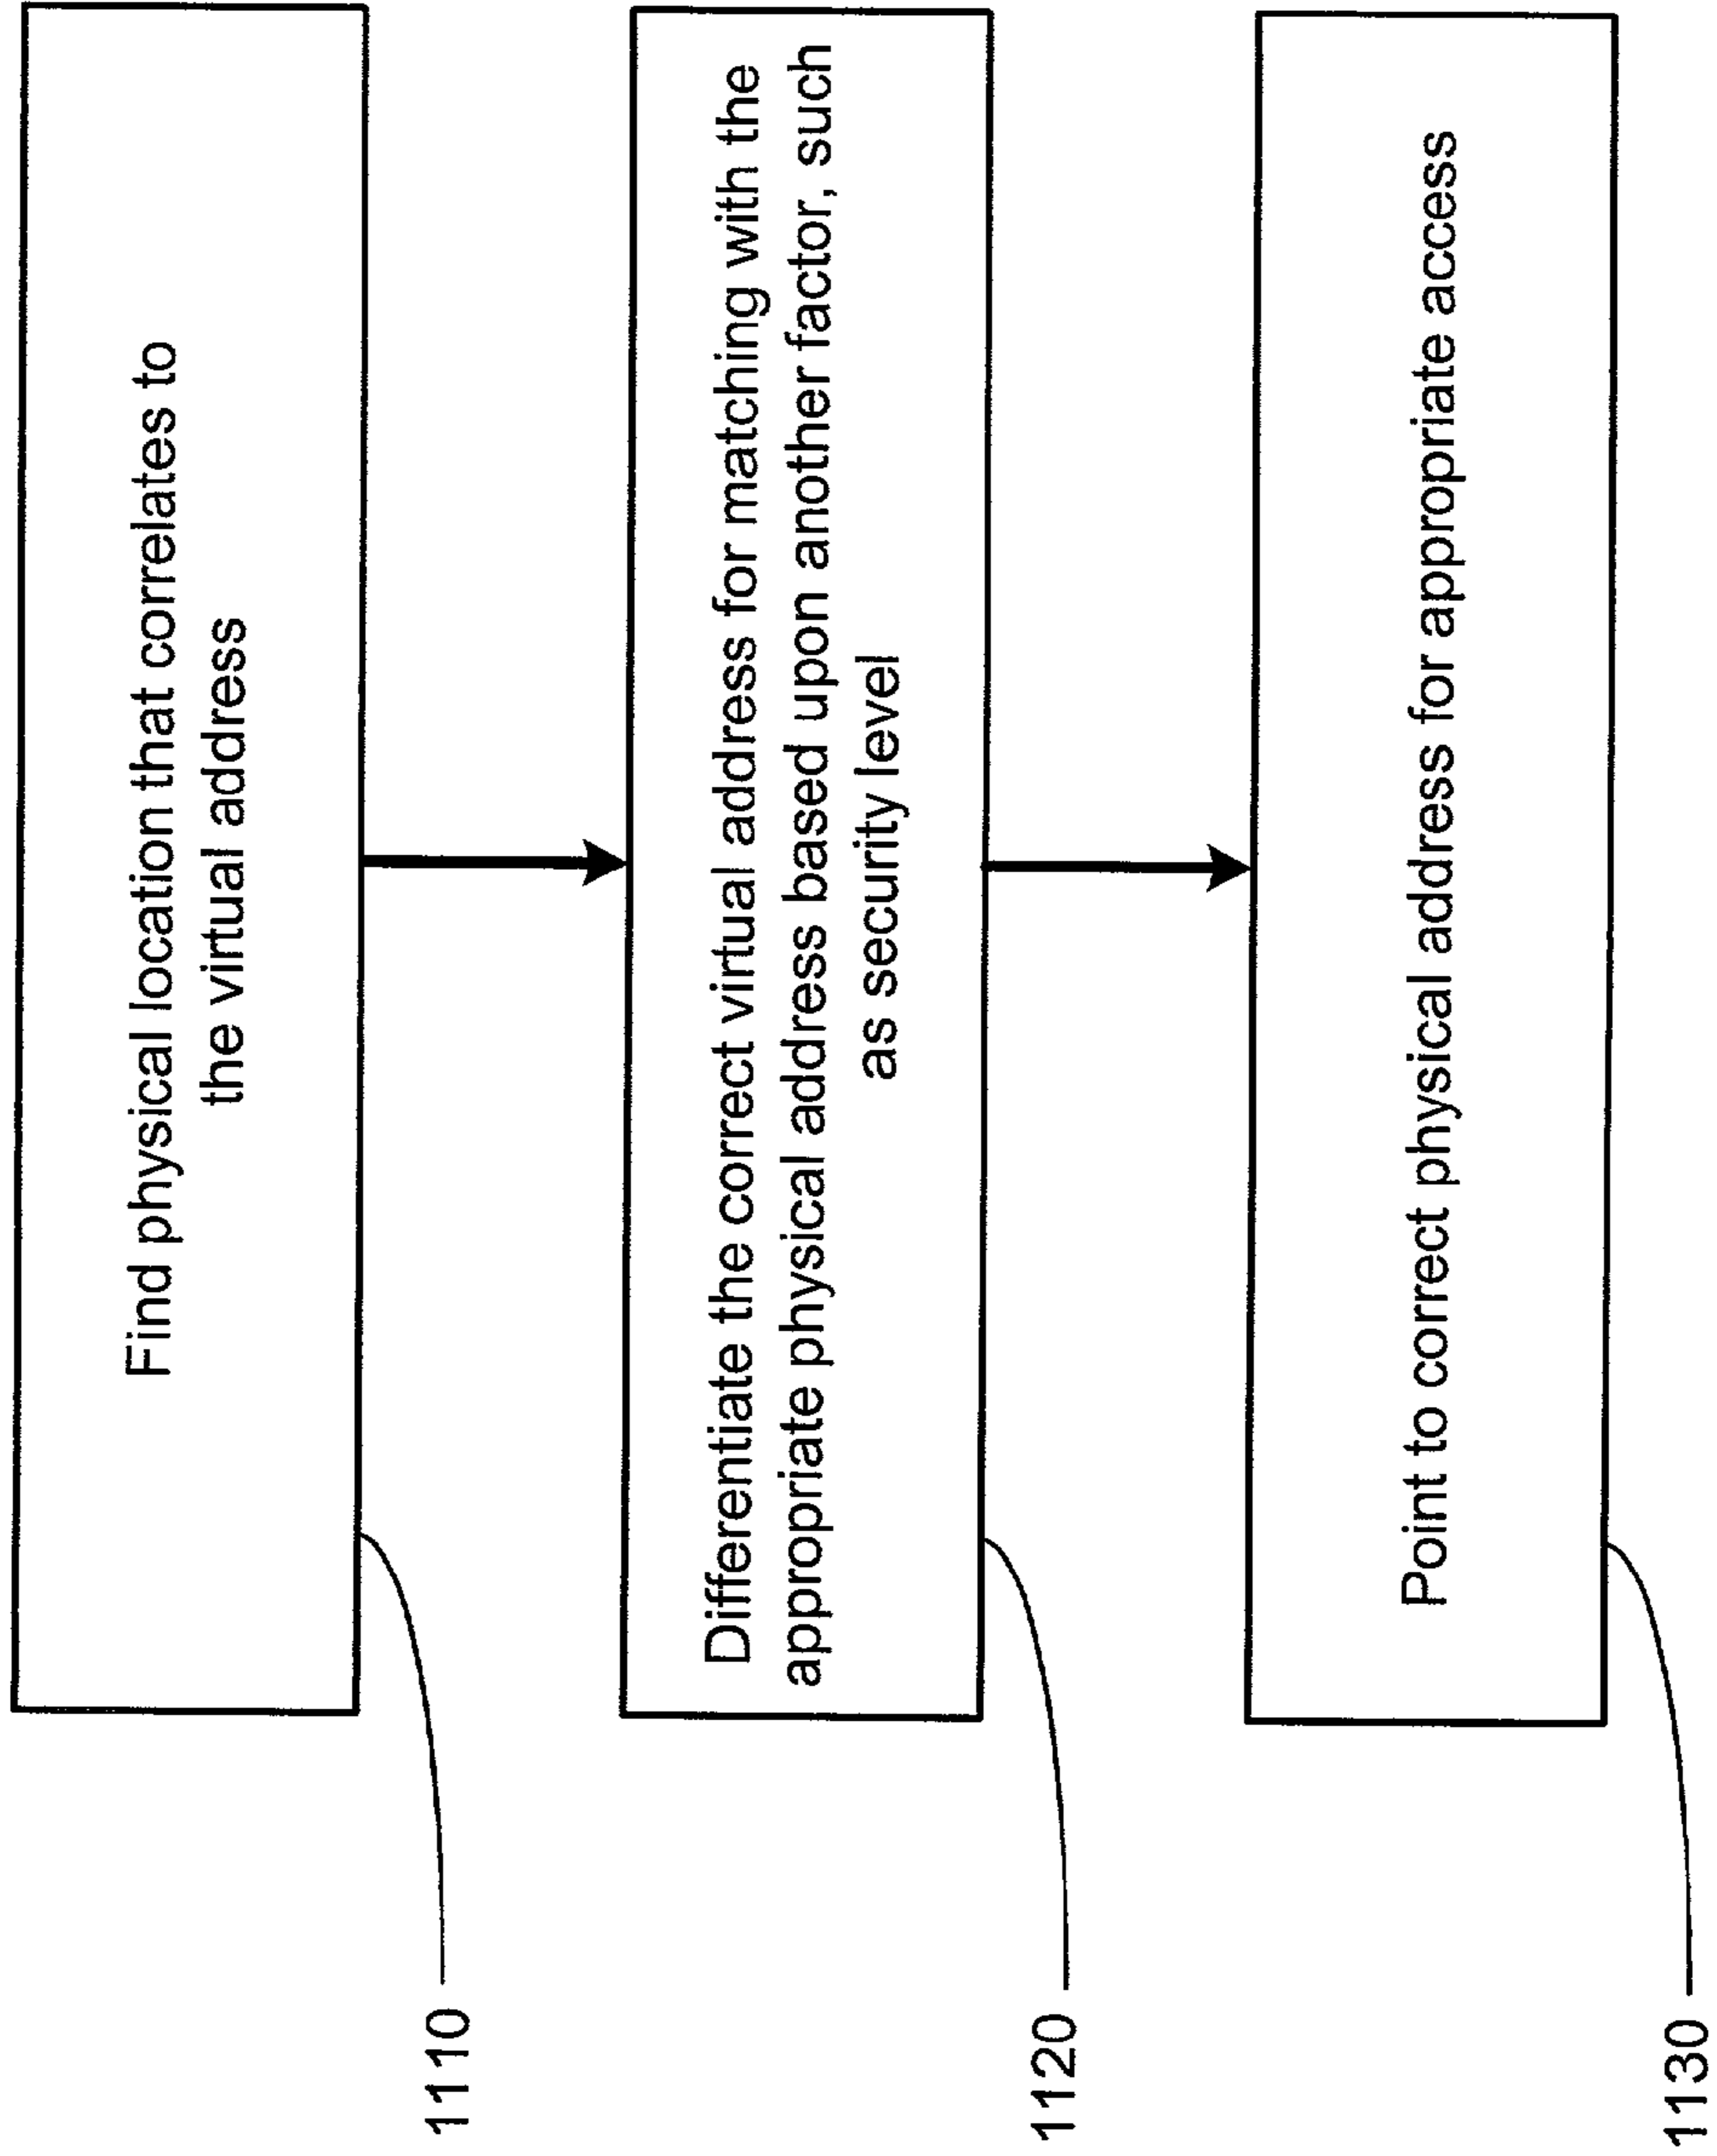 Find physical location that correlates to
the virtual address
1110
Differentiate the correct virtual address for matching with the
appropriate physical address based upon another factor, such
as security level
1120
Point to correct physical address for appropriate access
1130